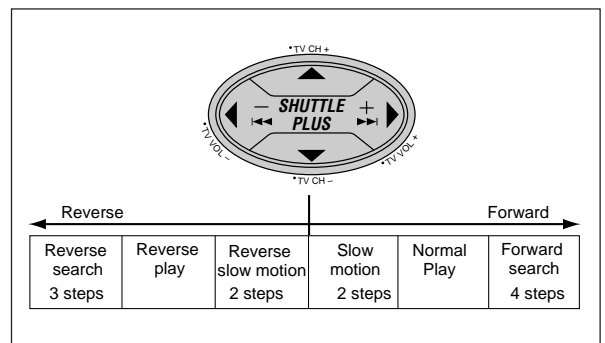 •TV CH +
– SHUTTLE +
PLUS
•TV VOL –
•TV VOL +
•TV CH –
Reverse Forward
Reverse search 3 steps
Reverse play
Reverse slow motion 2 steps
Slow motion 2 steps
Normal Play
Forward search 4 steps